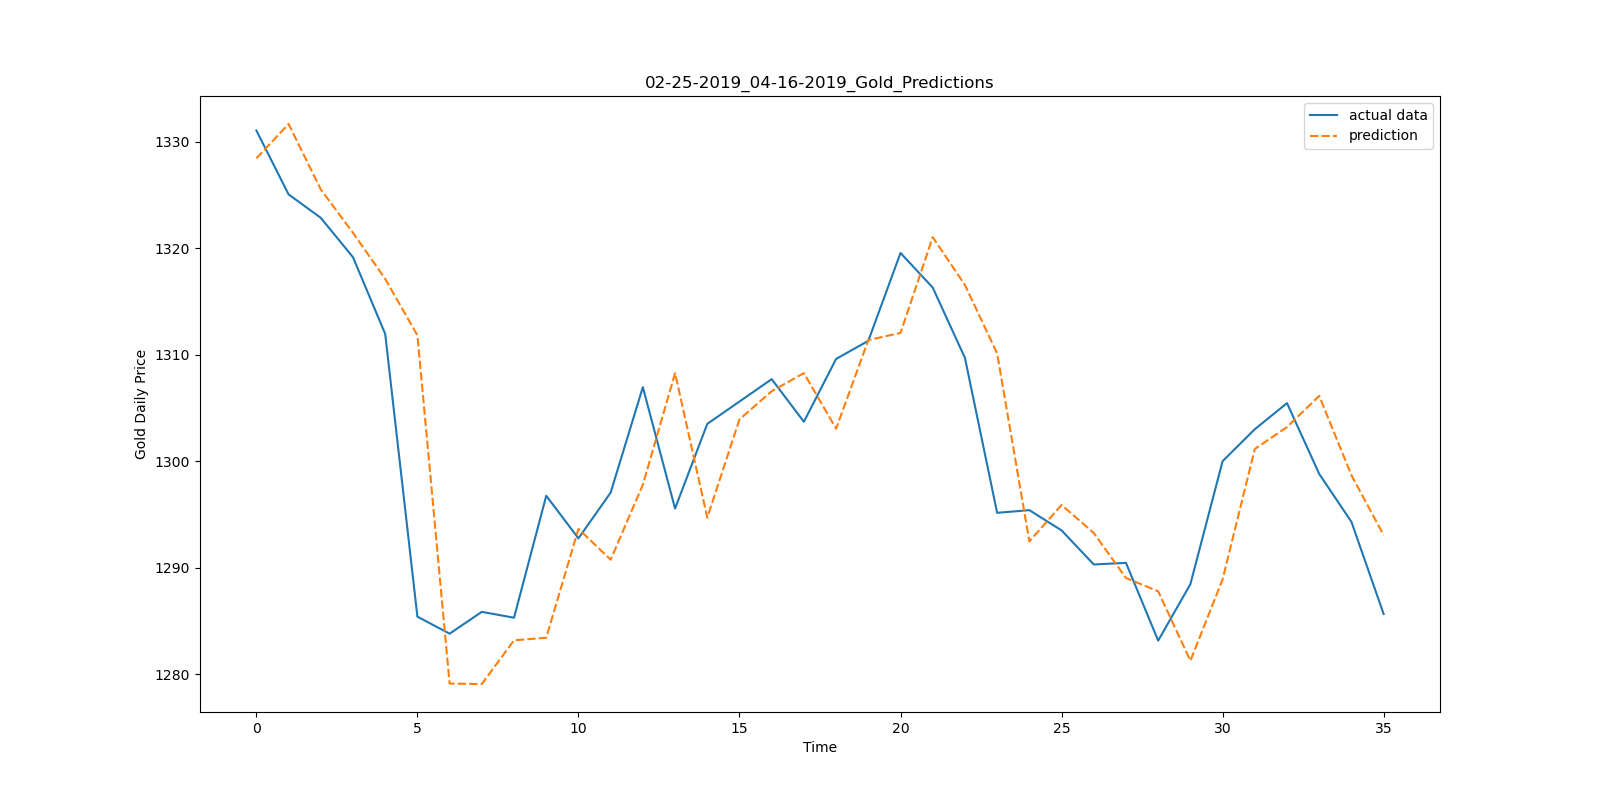 02-25-2019_04-16-2019_Gold_Predictions
actual data
prediction
Gold Daily Price
1330
1320
1310
1300
1290
1280
0 5 10 15 20 25 30 35
Time